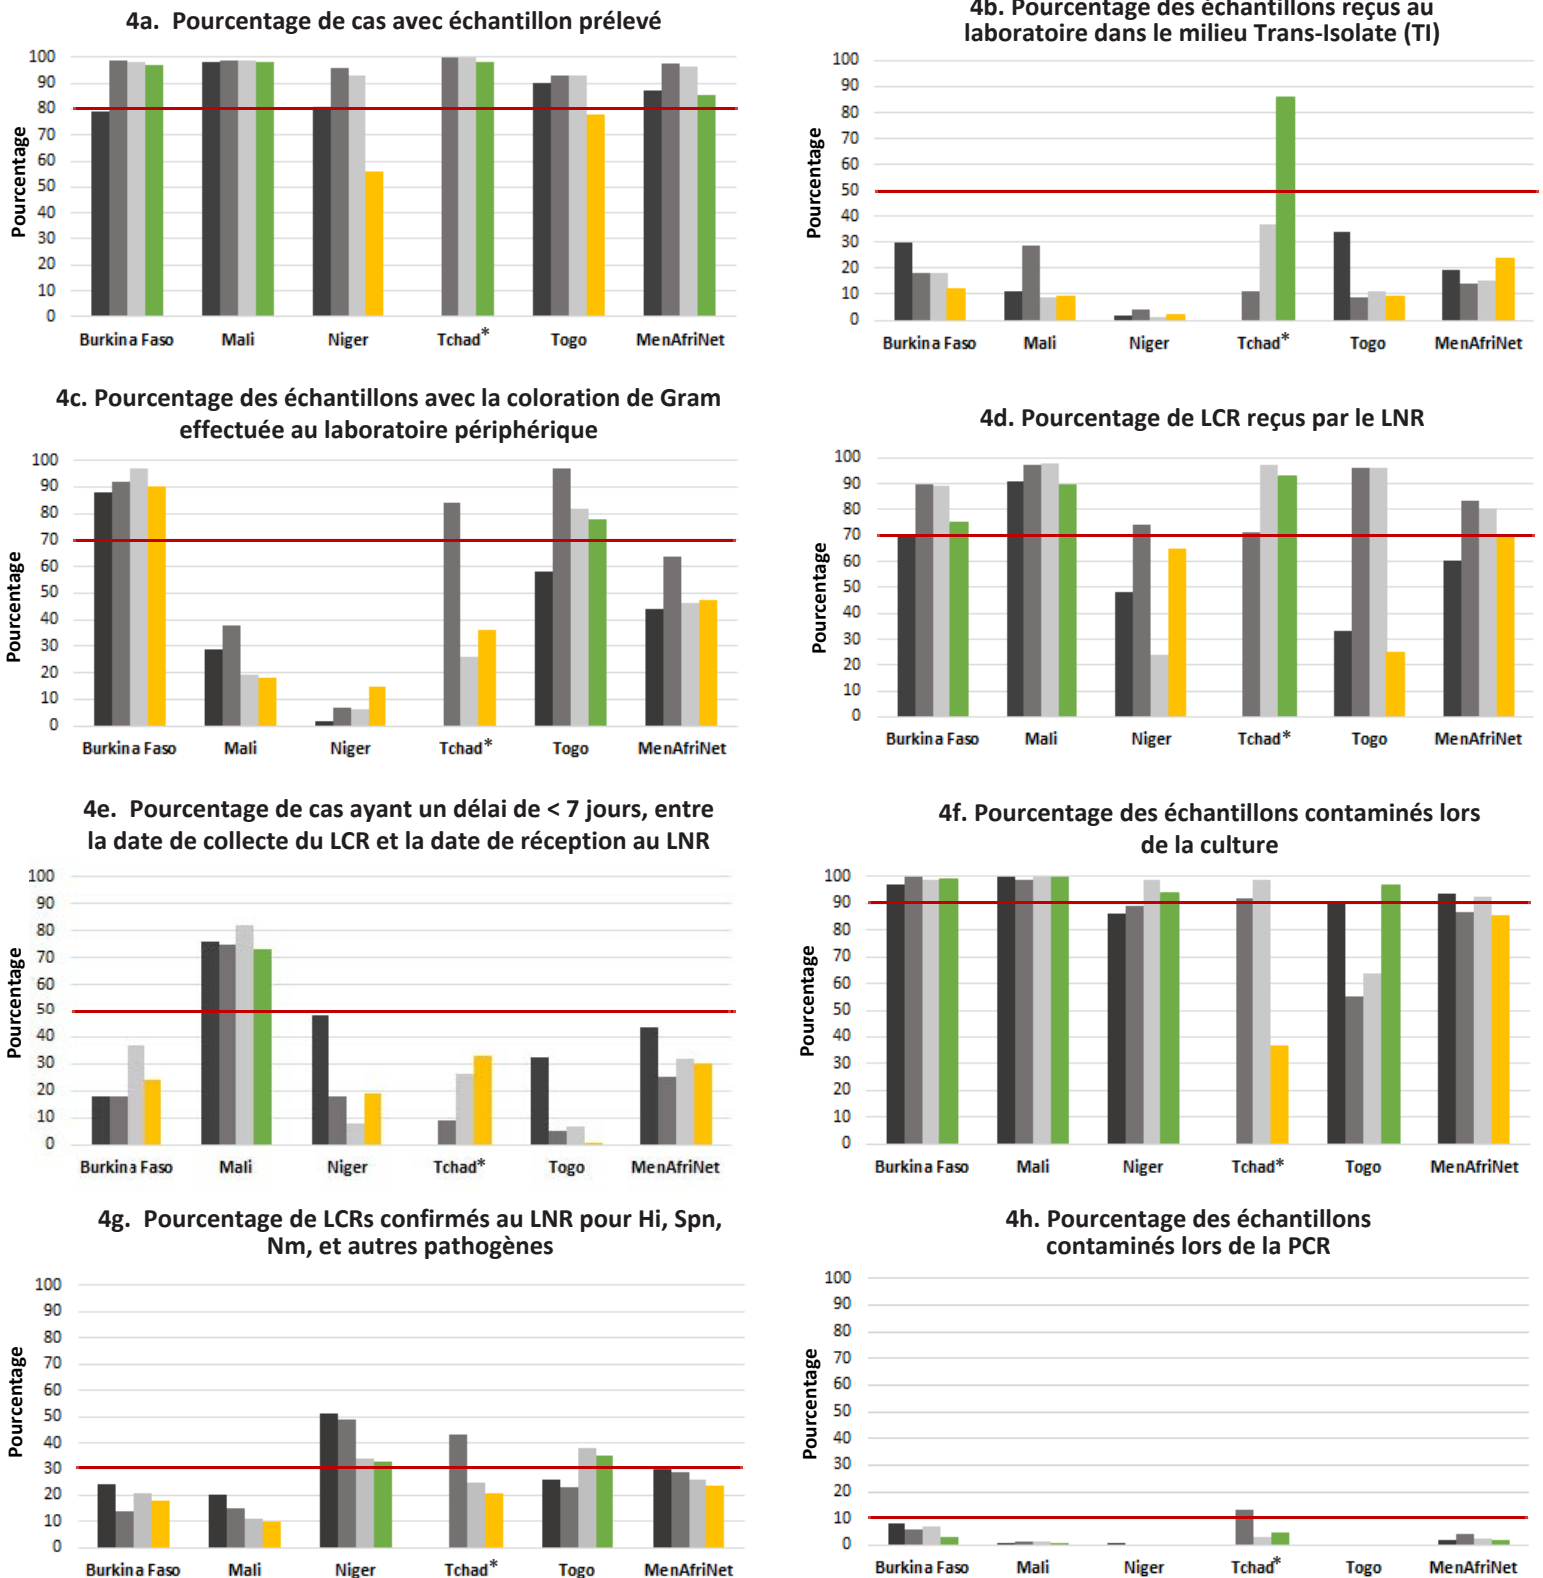 4a. Pourcentage de cas avec échantillon prélevé
100
90
80
70
60
50
40
30
20
10
0
Pourcentage
Burkina Faso Mali Niger Tchad* Togo MenAfriNet
4b. Pourcentage des échantillons reçus au
laboratoire dans le milieu Trans-Isolate (TI)
100
90
80
70
60
50
40
30
20
10
0
Pourcentage
Burkina Faso Mali Niger Tchad* Togo MenAfriNet
4c. Pourcentage des échantillons avec la coloration de Gram
effectuée au laboratoire périphérique
100
90
80
70
60
50
40
30
20
10
0
Pourcentage
Burkina Faso Mali Niger Tchad* Togo MenAfriNet
4d. Pourcentage de LCR reçus par le LNR
100
90
80
70
60
50
40
30
20
10
0
Pourcentage
Burkina Faso Mali Niger Tchad* Togo MenAfriNet
4e. Pourcentage de cas ayant un délai de < 7 jours, entre
la date de collecte du LCR et la date de réception au LNR
100
90
80
70
60
50
40
30
20
10
0
Pourcentage
Burkina Faso Mali Niger Tchad* Togo MenAfriNet
4f. Pourcentage des échantillons contaminés lors
de la culture
100
90
80
70
60
50
40
30
20
10
0
Pourcentage
Burkina Faso Mali Niger Tchad* Togo MenAfriNet
4g. Pourcentage de LCRs confirmés au LNR pour Hi, Spn,
Nm, et autres pathogènes
100
90
80
70
60
50
40
30
20
10
0
Pourcentage
Burkina Faso Mali Niger Tchad* Togo MenAfriNet
4h. Pourcentage des échantillons
contaminés lors de la PCR
100
90
80
70
60
50
40
30
20
10
0
Pourcentage
Burkina Faso Mali Niger Tchad* Togo MenAfriNet